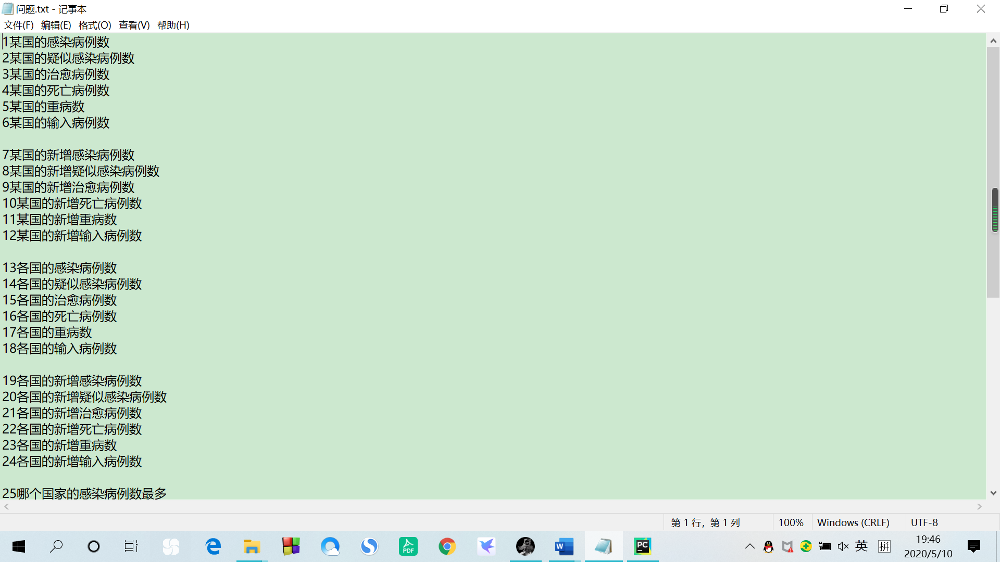 问题.txt - 记事本
文件(F) 编辑(E) 格式(O) 查看(V) 帮助(H)
1某国的感染病例数
2某国的疑似感染病例数
3某国的治愈病例数
4某国的死亡病例数
5某国的重病数
6某国的输入病例数
7某国的新增感染病例数
8某国的新增疑似感染病例数
9某国的新增治愈病例数
10某国的新增死亡病例数
11某国的新增重病数
12某国的新增输入病例数
13各国的感染病例数
14各国的疑似感染病例数
15各国的治愈病例数
16各国的死亡病例数
17各国的重病数
18各国的输入病例数
19各国的新增感染病例数
20各国的新增疑似感染病例数
21各国的新增治愈病例数
22各国的新增死亡病例数
23各国的新增重病数
24各国的新增输入病例数
25哪个国家的感染病例数最多
第 1 行，第 1 列 100% Windows (CRLF) UTF-8
PDF W PC 英 拼 19:46
2020/5/10